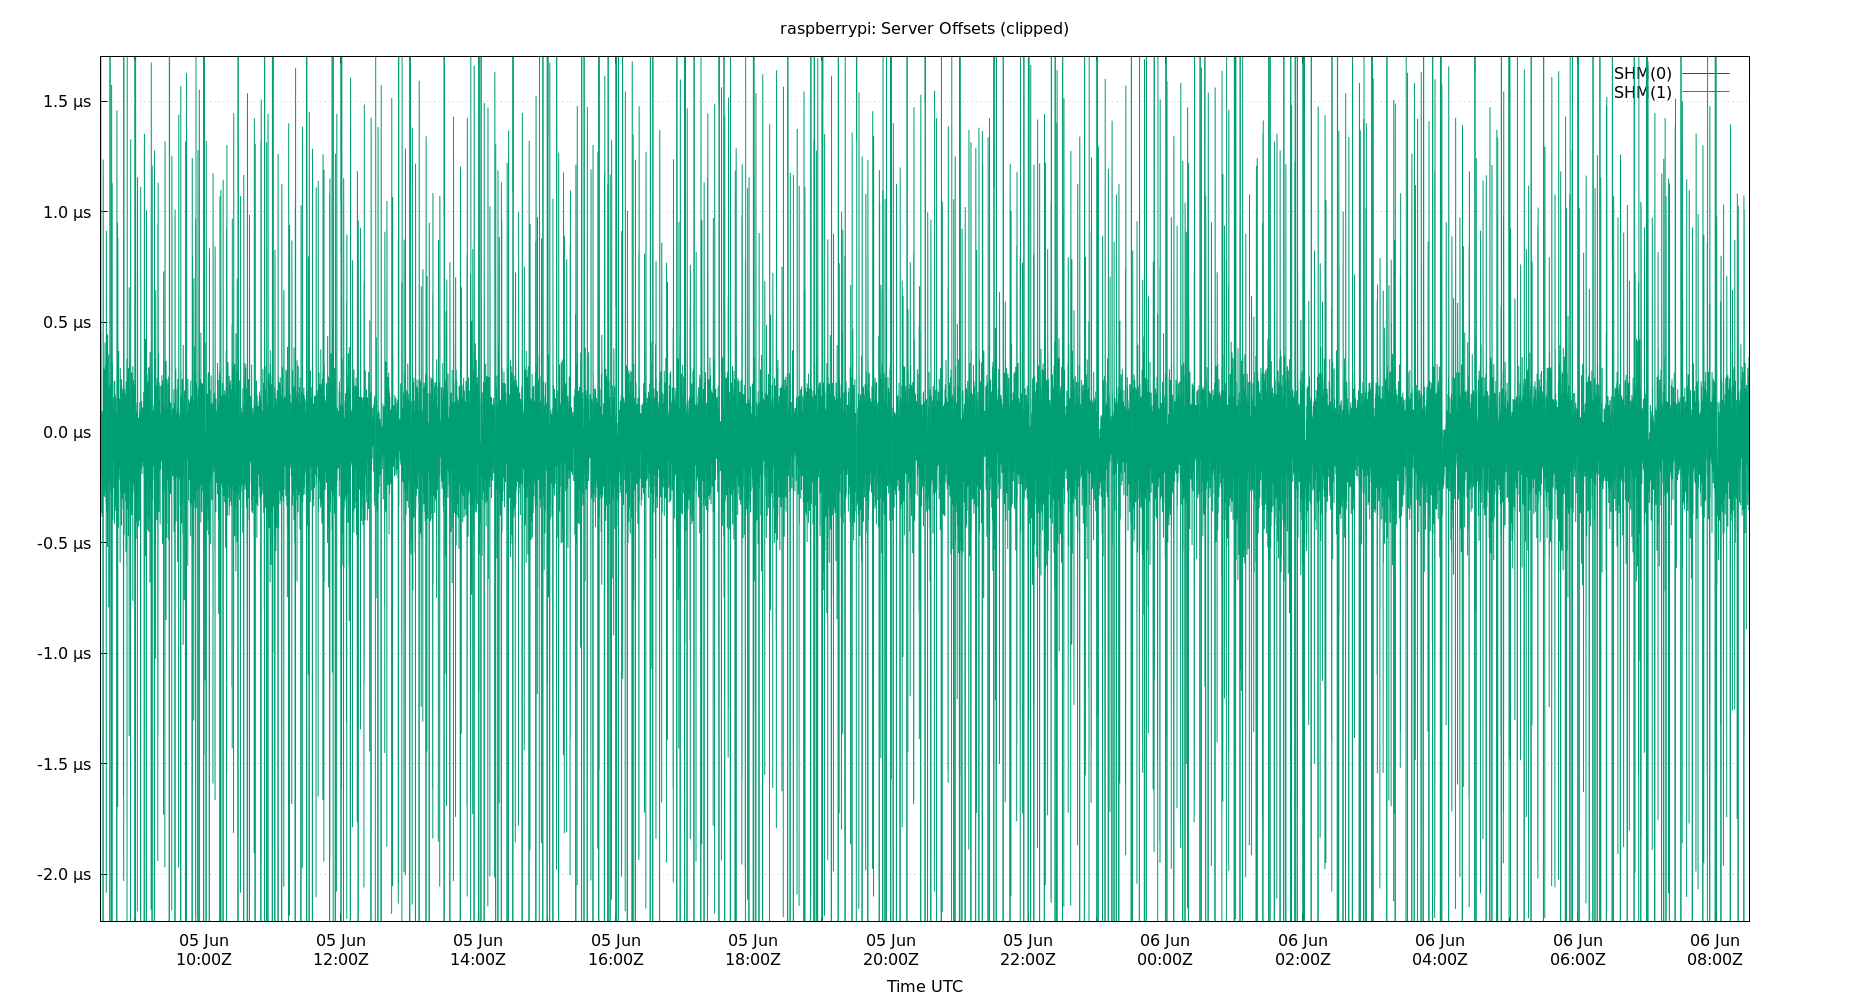 raspberrypi: Server Offsets (clipped)
SHM(0)
SHM(1)
1.5 µs
1.0 µs
0.5 µs
0.0 µs
-0.5 µs
-1.0 µs
-1.5 µs
-2.0 µs
05 Jun 05 Jun 05 Jun 05 Jun 05 Jun 05 Jun 05 Jun 06 Jun 06 Jun 06 Jun 06 Jun 06 Jun
10:00Z 12:00Z 14:00Z 16:00Z 18:00Z 20:00Z 22:00Z 00:00Z 02:00Z 04:00Z 06:00Z 08:00Z
Time UTC